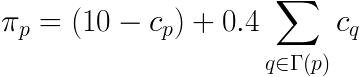 π_p = (10 − c_p) + 0.4 ∑_{q∈Γ(p)} c_q